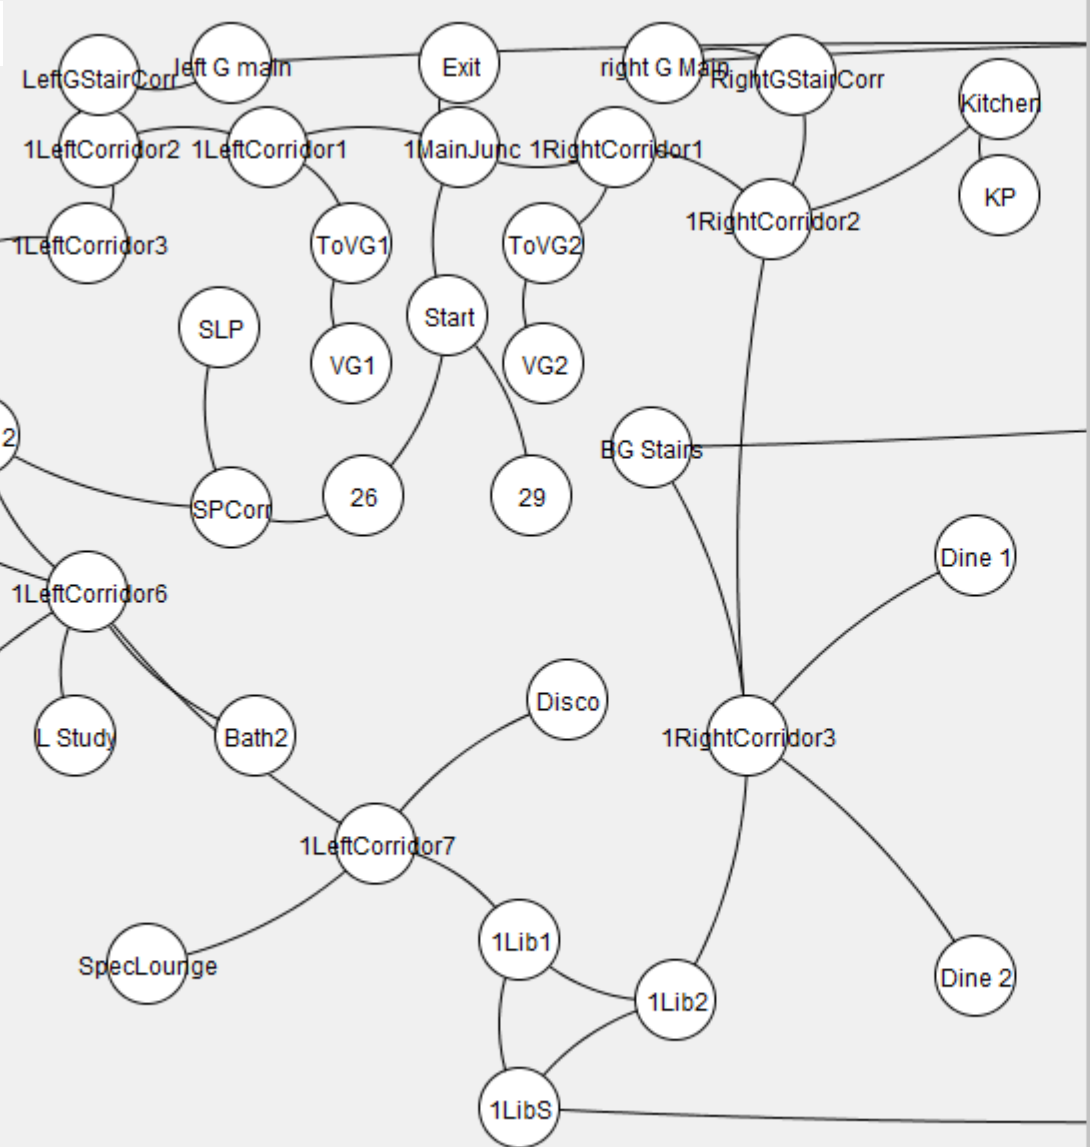 LeftGStairCorr
left G main
Exit
right G Main
RightGStairCorr
Kitchen
1LeftCorridor2
1LeftCorridor1
1MainJunc
1RightCorridor1
KP
1RightCorridor2
1LeftCorridor3
ToVG1
ToVG2
SLP
Start
VG1
VG2
2
BG Stairs
SPCorr
26
29
Dine 1
1LeftCorridor6
L Study
Bath2
Disco
1RightCorridor3
1LeftCorridor7
SpecLounge
1Lib1
1Lib2
Dine 2
1LibS